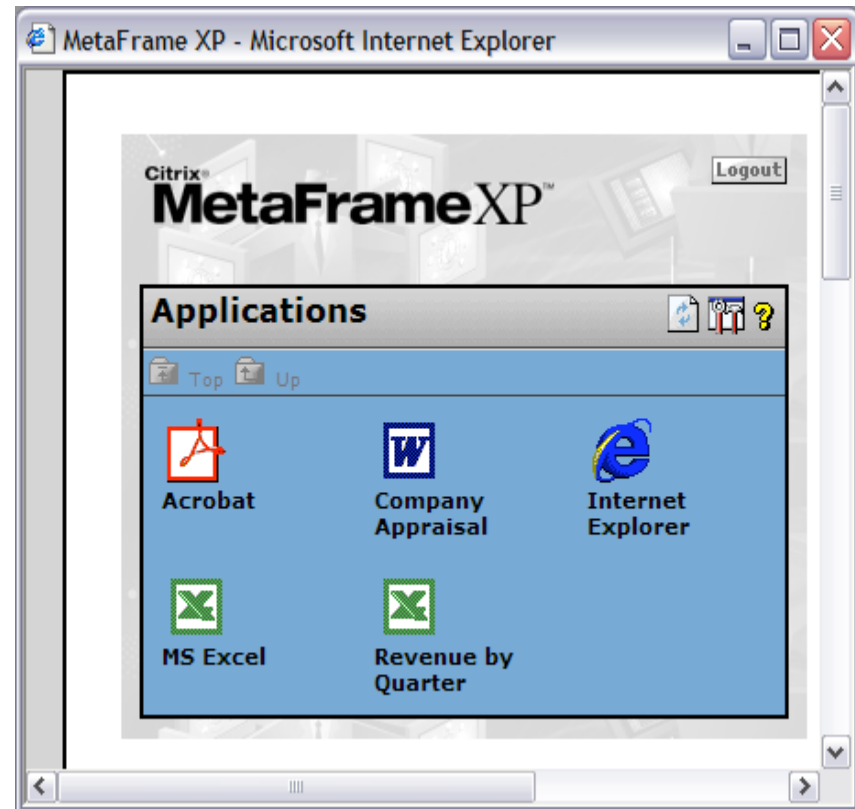 MetaFrame XP - Microsoft Internet Explorer
Citrix®
MetaFrameXP™
Logout
Applications
?
Top Up
W
Acrobat
Company
Appraisal
Internet
Explorer
MS Excel
Revenue by
Quarter